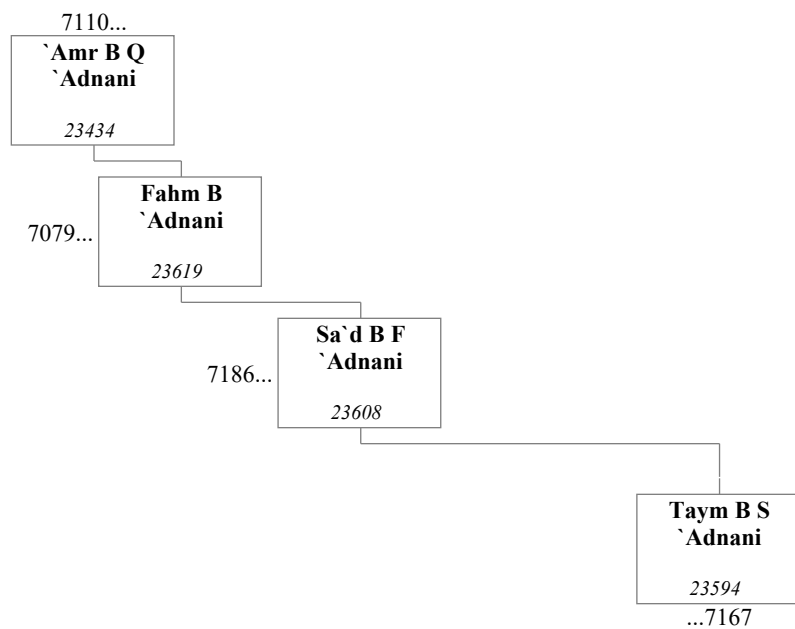 7110...
`Amr B Q
`Adnani
23434
Fahm B
`Adnani
7079...
23619
Sa`d B F
`Adnani
7186...
23608
Taym B S
`Adnani
23594
...7167